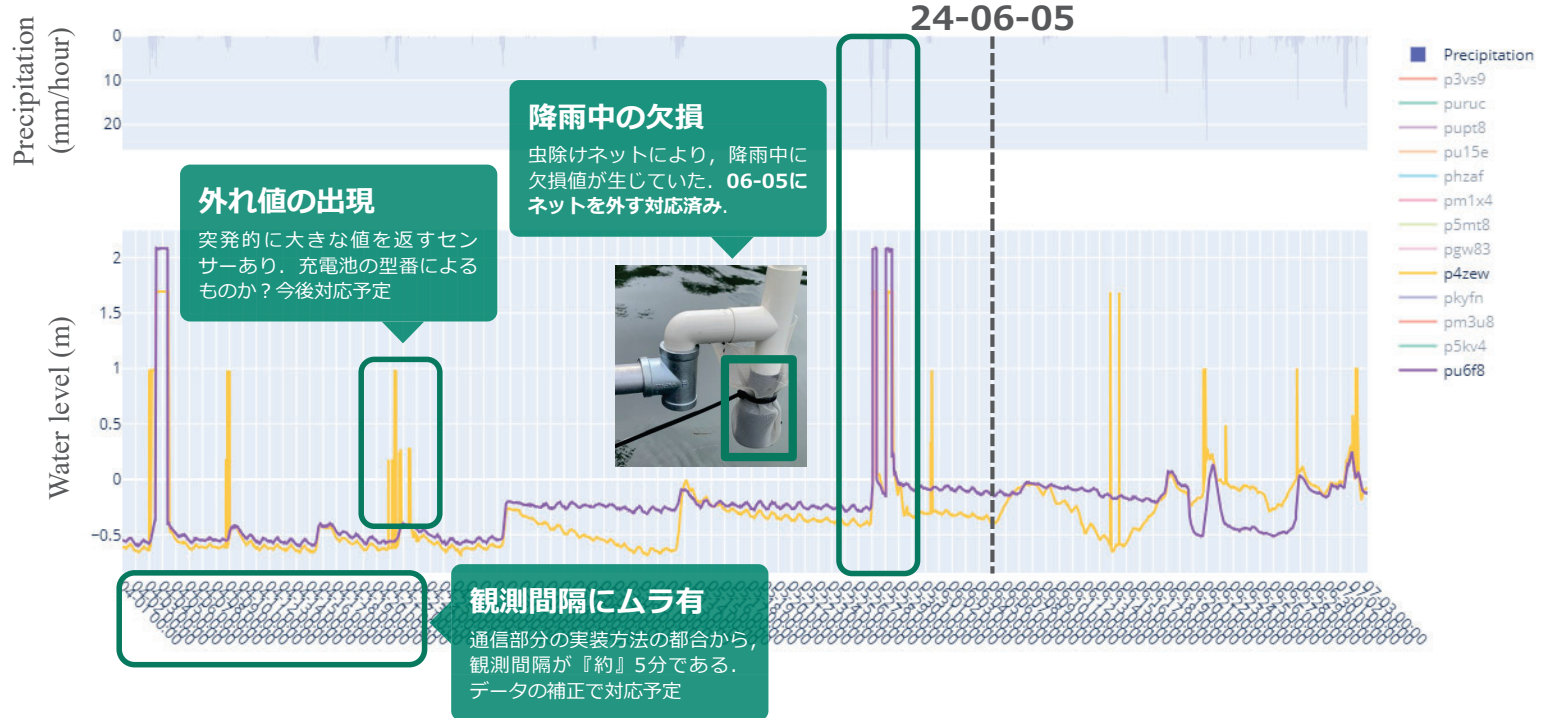 24-06-05
Precipitation
(mm/hour)
0
10
20
降雨中の欠損
虫除けネットにより，降雨中に
欠損値が生じていた．06-05に
ネットを外す対応済み．
外れ値の出現
突発的に大きな値を返すセン
サーあり．充電池の型番による
ものか？今後対応予定
Precipitation
p3vs9
puruc
pupt8
pu15e
phzaf
pm1x4
p5mt8
pgw83
p4zew
pkyfn
pm3u8
p5kv4
pu6f8
Water level (m)
2
1.5
1
0.5
0
−0.5
観測間隔にムラ有
通信部分の実装方法の都合から，
観測間隔が『約』5分である．
データの補正で対応予定